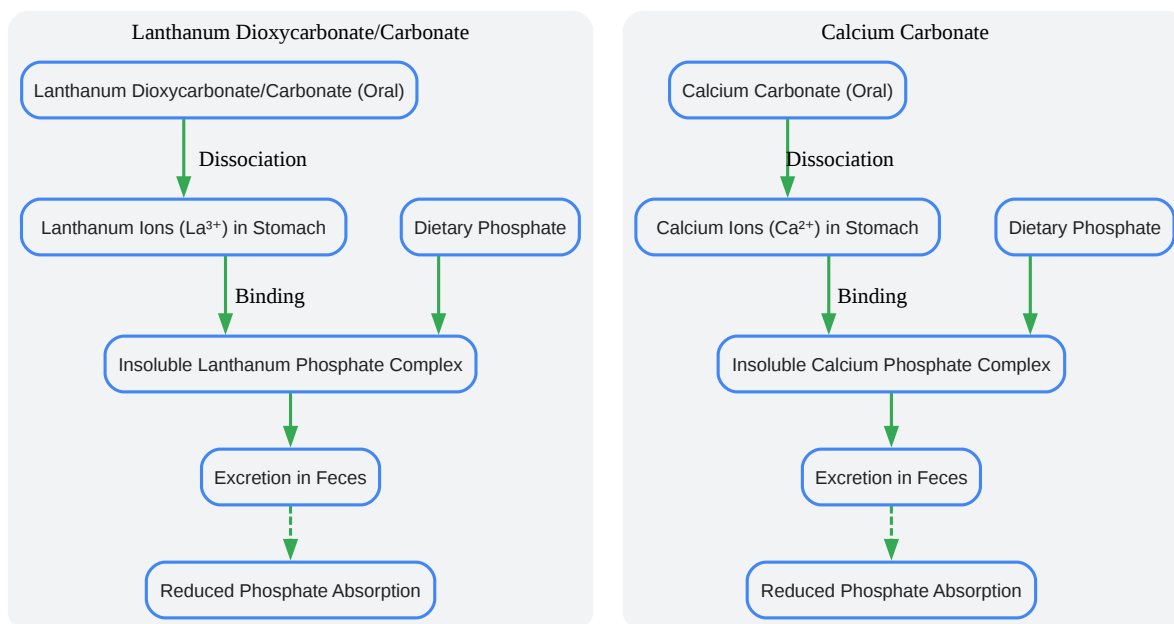 Lanthanum Dioxycarbonate/Carbonate
Lanthanum Dioxycarbonate/Carbonate (Oral)
Dissociation
Lanthanum Ions (La³⁺) in Stomach
Dietary Phosphate
Binding
Insoluble Lanthanum Phosphate Complex
Excretion in Feces
Reduced Phosphate Absorption
Calcium Carbonate
Calcium Carbonate (Oral)
Dissociation
Calcium Ions (Ca²⁺) in Stomach
Dietary Phosphate
Binding
Insoluble Calcium Phosphate Complex
Excretion in Feces
Reduced Phosphate Absorption